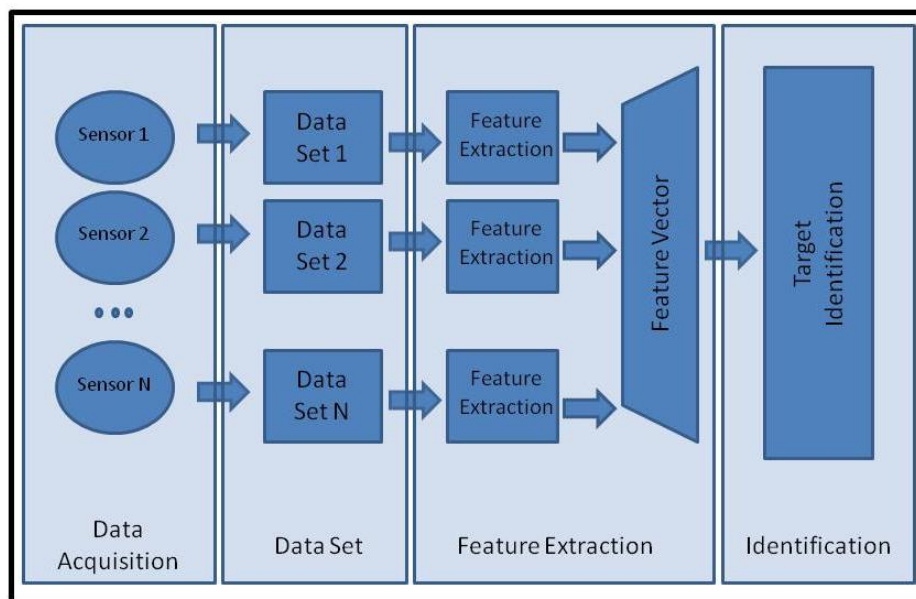 Sensor 1
Data
Set 1
Feature
Extraction
Sensor 2
Data
Set 2
Feature
Extraction
Sensor N
Data
Set N
Feature
Extraction
Feature Vector
Target
Identification
Data
Acquisition
Data Set
Feature Extraction
Identification